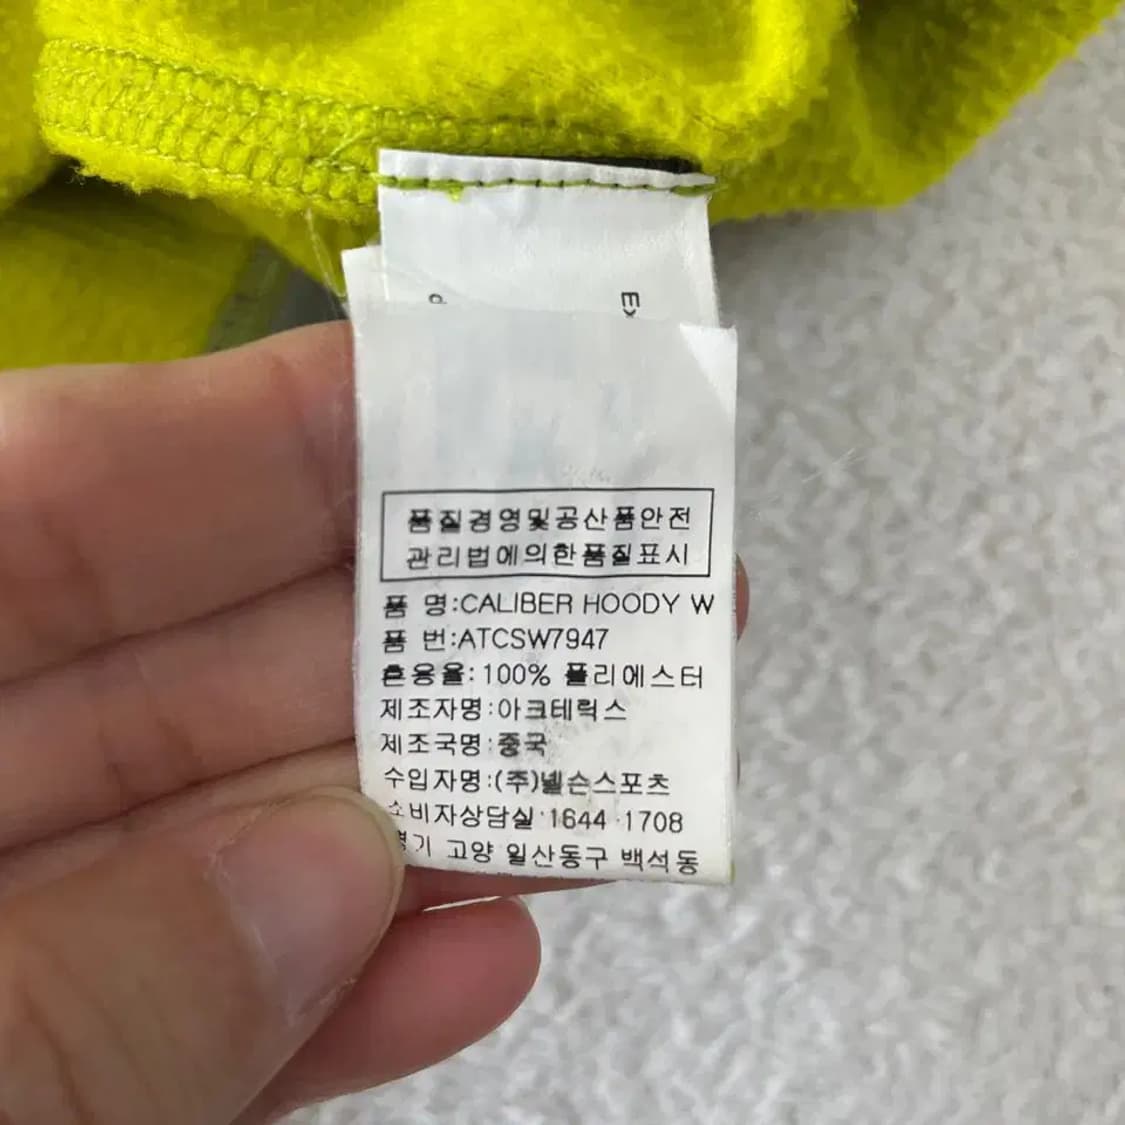 Ex
품질경영및공산품안전
관리법에의한품질표시
품 명:CALIBER HOODY W
품 번:ATCSW7947
혼용율:100% 폴리에스터
제조자명:아크테릭스
제조국명:중국
수입자명:(주)넬슨스포츠
소비자상담실 1644 1708
경기 고양 일산동구 백석동